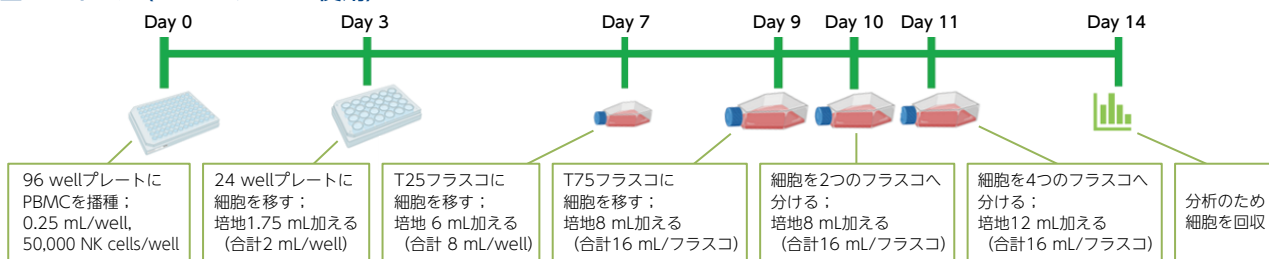 Day 0
Day 3
Day 7
Day 9
Day 10
Day 11
Day 14
96 wellプレートに
PBMCを播種；
0.25 mL/well,
50,000 NK cells/well
24 wellプレートに
細胞を移す；
培地1.75 mL加える
（合計2 mL/well）
T25フラスコに
細胞を移す；
培地 6 mL加える
（合計 8 mL/well）
T75フラスコに
細胞を移す；
培地8 mL加える
（合計16 mL/フラスコ）
細胞を2つのフラスコへ
分ける；
培地8 mL加える
（合計16 mL/フラスコ）
細胞を4つのフラスコへ
分ける；
培地12 mL加える
（合計16 mL/フラスコ）
分析のため
細胞を回収